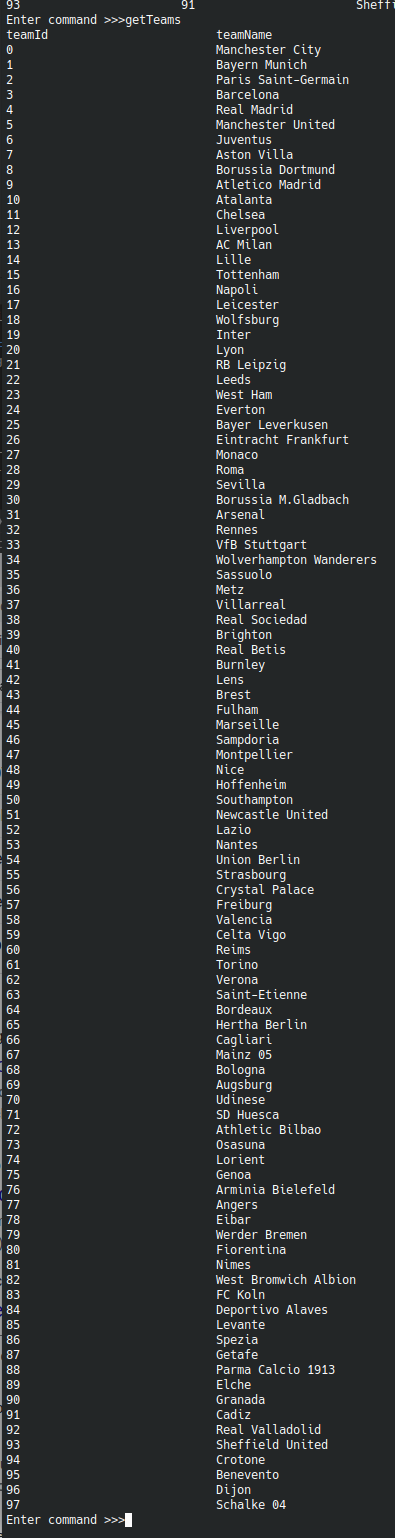 93 91
Enter command >>>getTeams
teamId teamName
0 Manchester City
1 Bayern Munich
2 Paris Saint-Germain
3 Barcelona
4 Real Madrid
5 Manchester United
6 Juventus
7 Aston Villa
8 Borussia Dortmund
9 Atletico Madrid
10 Atalanta
11 Chelsea
12 Liverpool
13 AC Milan
14 Lille
15 Tottenham
16 Napoli
17 Leicester
18 Wolfsburg
19 Inter
20 Lyon
21 RB Leipzig
22 Leeds
23 West Ham
24 Everton
25 Bayer Leverkusen
26 Eintracht Frankfurt
27 Monaco
28 Roma
29 Sevilla
30 Borussia M.Gladbach
31 Arsenal
32 Rennes
33 VfB Stuttgart
34 Wolverhampton Wanderers
35 Sassuolo
36 Metz
37 Villarreal
38 Real Sociedad
39 Brighton
40 Real Betis
41 Burnley
42 Lens
43 Brest
44 Fulham
45 Marseille
46 Sampdoria
47 Montpellier
48 Nice
49 Hoffenheim
50 Southampton
51 Newcastle United
52 Lazio
53 Nantes
54 Union Berlin
55 Strasbourg
56 Crystal Palace
57 Freiburg
58 Valencia
59 Celta Vigo
60 Reims
61 Torino
62 Verona
63 Saint-Etienne
64 Bordeaux
65 Hertha Berlin
66 Cagliari
67 Mainz 05
68 Bologna
69 Augsburg
70 Udinese
71 SD Huesca
72 Athletic Bilbao
73 Osasuna
74 Lorient
75 Genoa
76 Arminia Bielefeld
77 Angers
78 Eibar
79 Werder Bremen
80 Fiorentina
81 Nimes
82 West Bromwich Albion
83 FC Koln
84 Deportivo Alaves
85 Levante
86 Spezia
87 Getafe
88 Parma Calcio 1913
89 Elche
90 Granada
91 Cadiz
92 Real Valladolid
93 Sheffield United
94 Crotone
95 Benevento
96 Dijon
97 Schalke 04
Enter command >>>